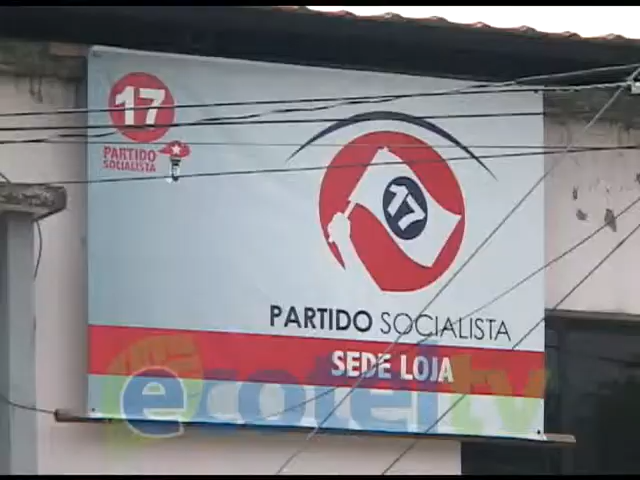 17
PARTIDO
SOCIALISTA
17
PARTIDO SOCIALISTA
SEDE LOJA
ecotel tv